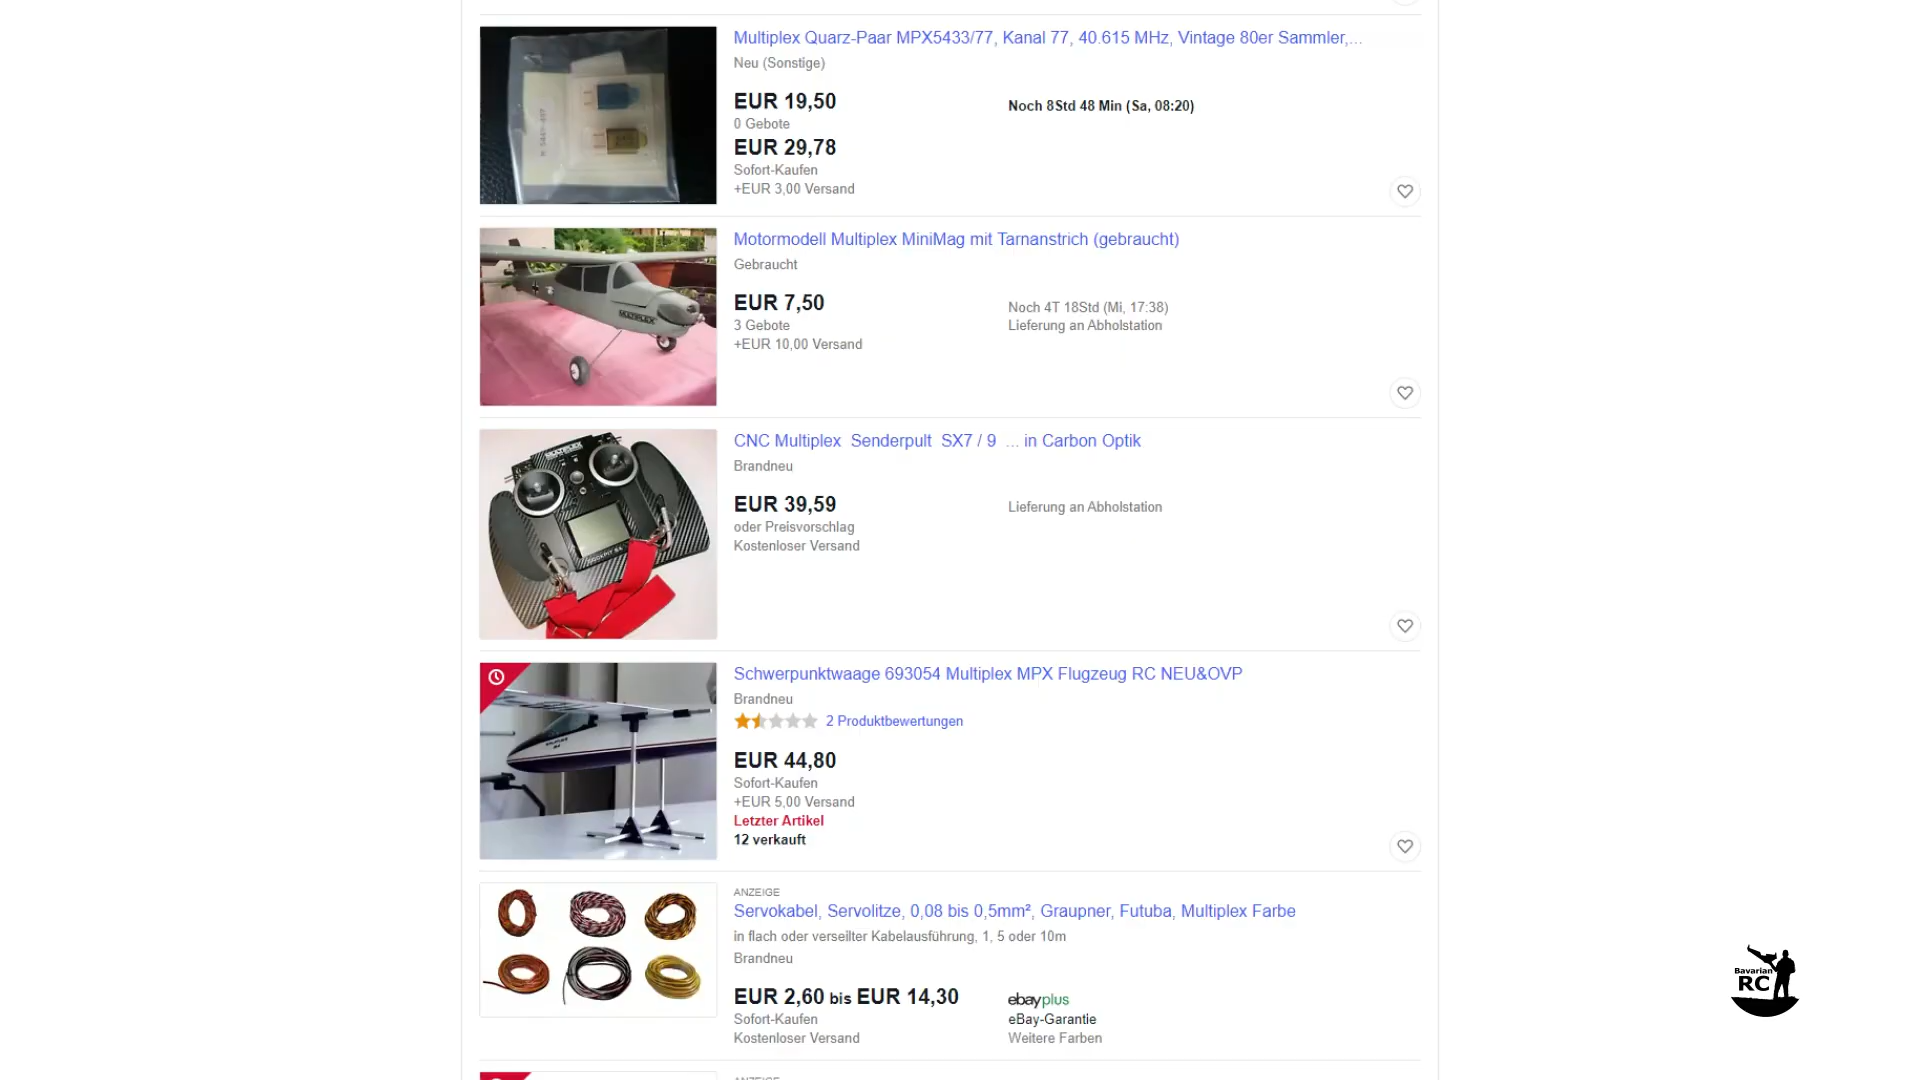 Multiplex Quarz-Paar MPX5433/77, Kanal 77, 40.615 MHz, Vintage 80er Sammler,...
Neu (Sonstige)
EUR 19,50
Noch 8Std 48 Min (Sa, 08:20)
0 Gebote
EUR 29,78
Sofort-Kaufen
+EUR 3,00 Versand
Motormodell Multiplex MiniMag mit Tarnanstrich (gebraucht)
Gebraucht
EUR 7,50
Noch 4T 18Std (Mi, 17:38)
3 Gebote
Lieferung an Abholstation
+EUR 10,00 Versand
MULTIPLEX
CNC Multiplex Senderpult SX7 / 9 ... in Carbon Optik
Brandneu
EUR 39,59
Lieferung an Abholstation
oder Preisvorschlag
Kostenloser Versand
MULTIPLEX
COCKPIT SX
Schwerpunktwaage 693054 Multiplex MPX Flugzeug RC NEU&OVP
Brandneu
2 Produktbewertungen
EUR 44,80
Sofort-Kaufen
+EUR 5,00 Versand
Letzter Artikel
12 verkauft
ANZEIGE
Servokabel, Servolitze, 0,08 bis 0,5mm², Graupner, Futuba, Multiplex Farbe
in flach oder verseilter Kabelausführung, 1, 5 oder 10m
Brandneu
EUR 2,60 bis EUR 14,30
ebayplus
Sofort-Kaufen
eBay-Garantie
Kostenloser Versand
Weitere Farben
ANZEIGE
Bavarian
RC